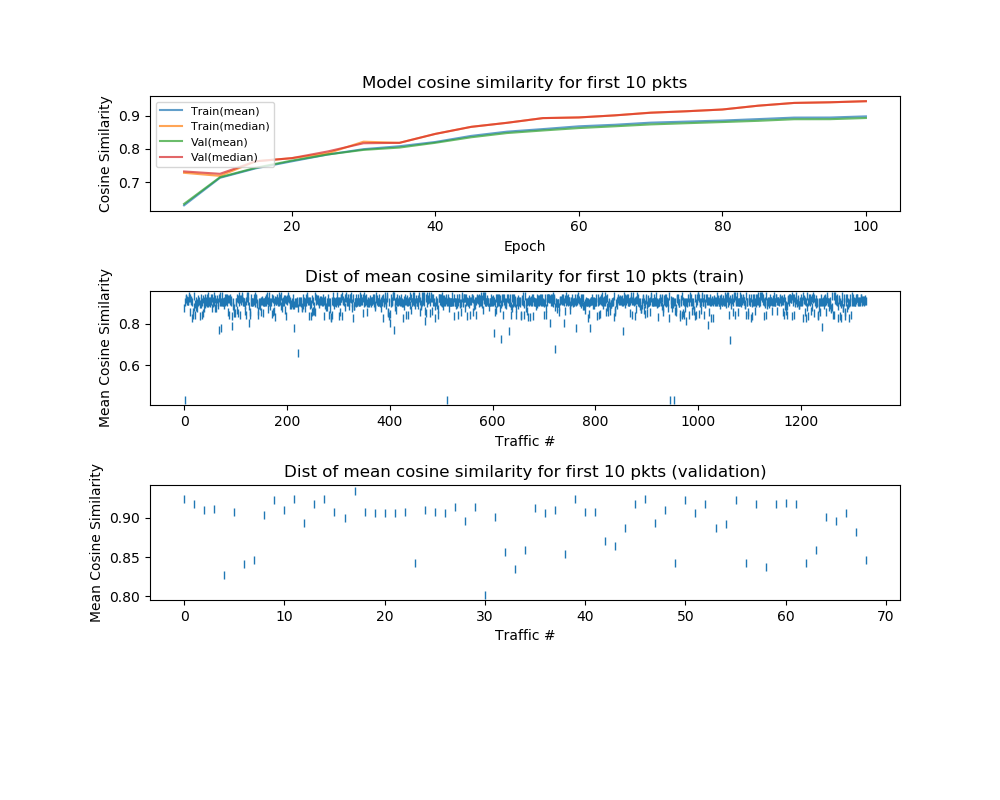 Model cosine similarity for first 10 pkts
Cosine Similarity
0.9
0.8
0.7
Train(mean)
Train(median)
Val(mean)
Val(median)
20 40 60 80 100
Epoch
Dist of mean cosine similarity for first 10 pkts (train)
Mean Cosine Similarity
0.8
0.6
0 200 400 600 800 1000 1200
Traffic #
Dist of mean cosine similarity for first 10 pkts (validation)
Mean Cosine Similarity
0.90
0.85
0.80
0 10 20 30 40 50 60 70
Traffic #